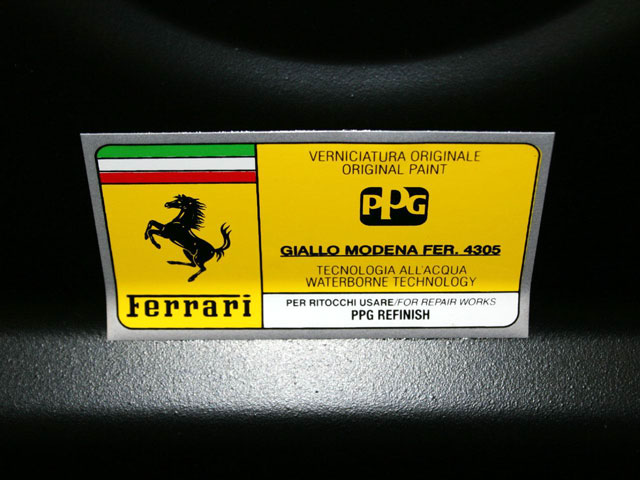 VERNICIATURA ORIGINALE
ORIGINAL PAINT
PPG
GIALLO MODENA FER. 4305
TECNOLOGIA ALL'ACQUA
WATERBORNE TECHNOLOGY
Ferrari
PER RITOCCHI USARE/FOR REPAIR WORKS
PPG REFINISH